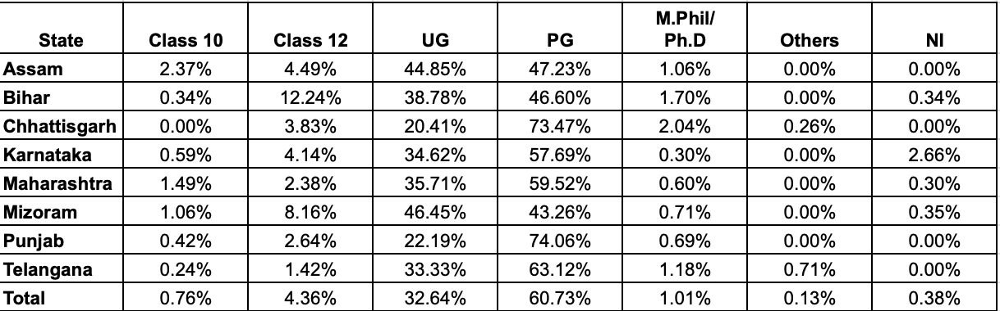 State Class 10 Class 12 UG PG M.Phil/ Ph.D Others NI
Assam 2.37% 4.49% 44.85% 47.23% 1.06% 0.00% 0.00%
Bihar 0.34% 12.24% 38.78% 46.60% 1.70% 0.00% 0.34%
Chhattisgarh 0.00% 3.83% 20.41% 73.47% 2.04% 0.26% 0.00%
Karnataka 0.59% 4.14% 34.62% 57.69% 0.30% 0.00% 2.66%
Maharashtra 1.49% 2.38% 35.71% 59.52% 0.60% 0.00% 0.30%
Mizoram 1.06% 8.16% 46.45% 43.26% 0.71% 0.00% 0.35%
Punjab 0.42% 2.64% 22.19% 74.06% 0.69% 0.00% 0.00%
Telangana 0.24% 1.42% 33.33% 63.12% 1.18% 0.71% 0.00%
Total 0.76% 4.36% 32.64% 60.73% 1.01% 0.13% 0.38%